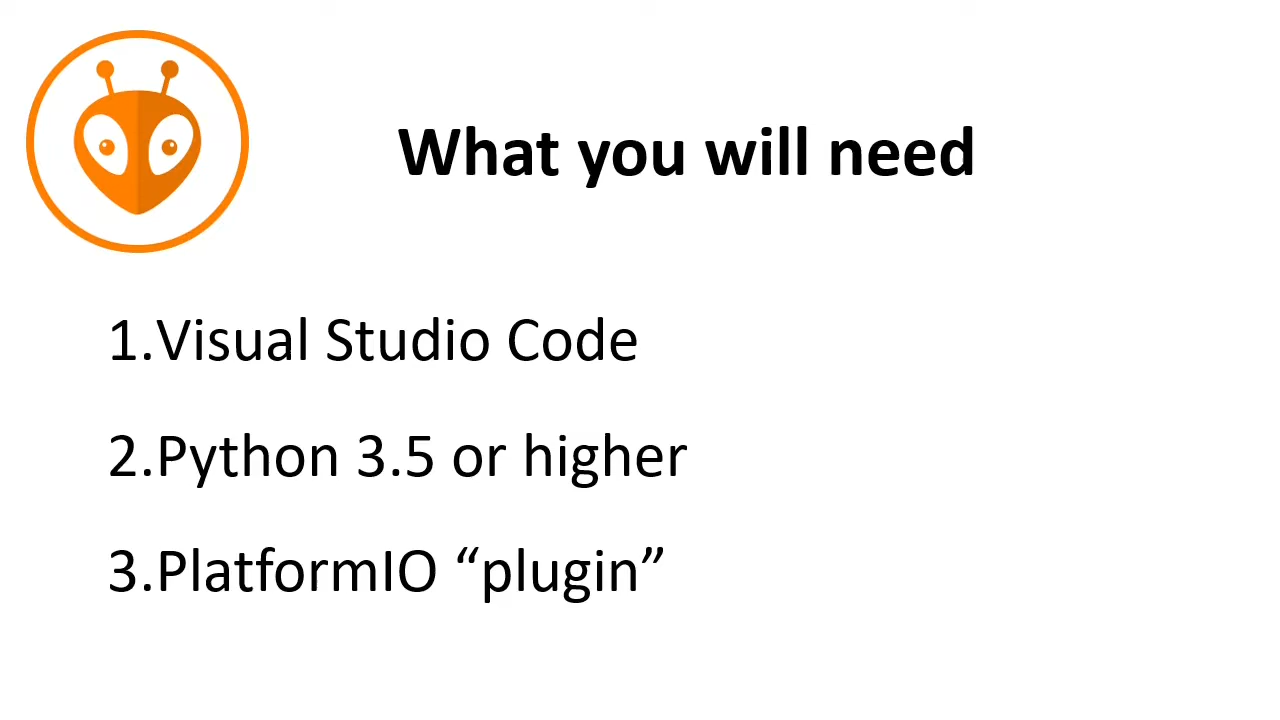 What you will need
1.Visual Studio Code
2.Python 3.5 or higher
3.PlatformIO “plugin”